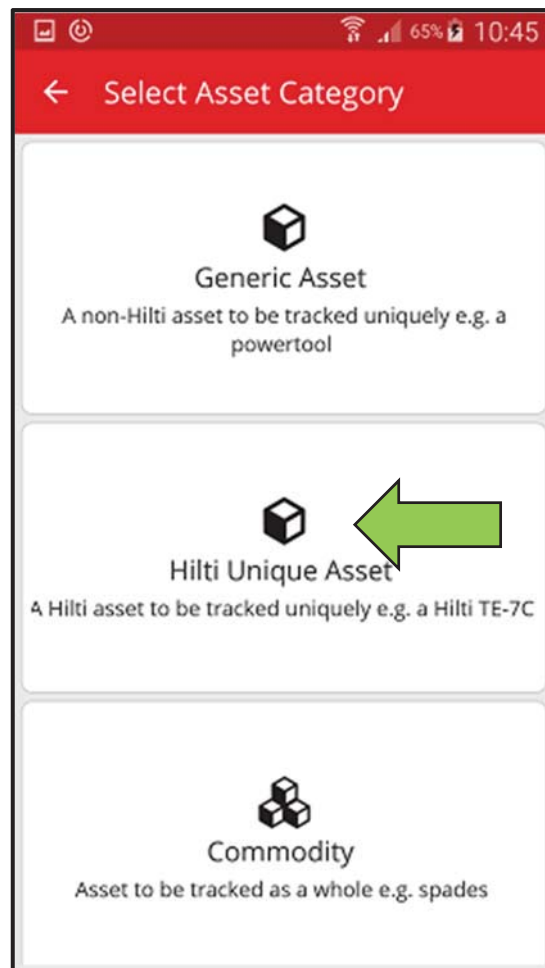 65% 10:45
Select Asset Category
Generic Asset
A non-Hilti asset to be tracked uniquely e.g. a
powertool
Hilti Unique Asset
A Hilti asset to be tracked uniquely e.g. a Hilti TE-7C
Commodity
Asset to be tracked as a whole e.g. spades